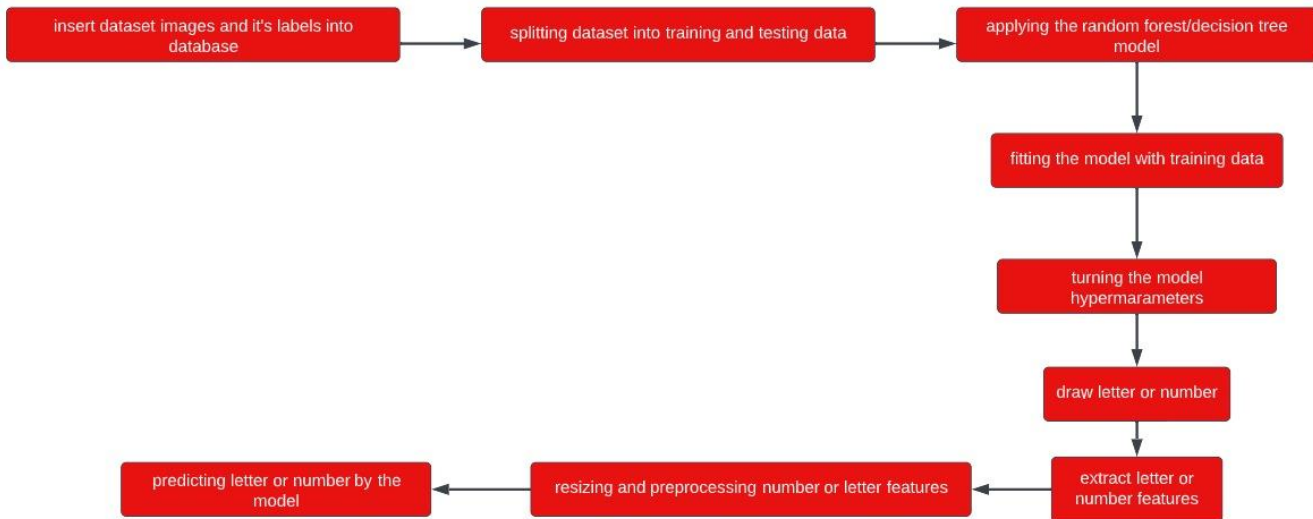 insert dataset images and it's labels into
database
splitting dataset into training and testing data
applying the random forest/decision tree
model
fitting the model with training data
turning the model
hypermarameters
draw letter or number
extract letter or
number features
resizing and preprocessing number or letter features
predicting letter or number by the
model